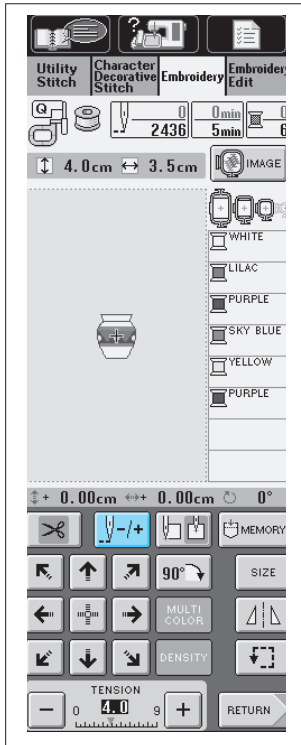 Utility Stitch
Character Decorative Stitch
Embroidery
Embroidery Edit
Q
0
2436
0min
5min
0
6
4.0cm 3.5cm
IMAGE
WHITE
LILAC
PURPLE
SKY BLUE
YELLOW
PURPLE
+ 0.00cm + 0.00cm 0°
-/+
MEMORY
90°
SIZE
MULTI COLOR
DENSITY
TENSION
− 0 4.0 9 +
RETURN